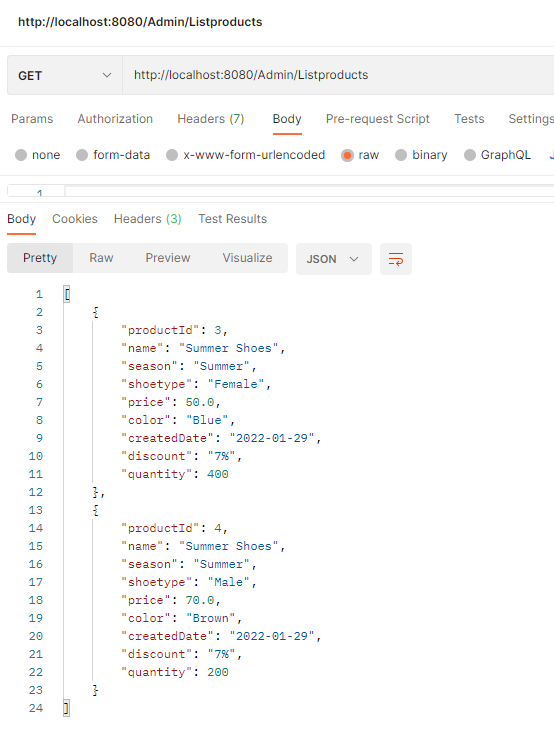 http://localhost:8080/Admin/Listproducts
GET http://localhost:8080/Admin/Listproducts
Params Authorization Headers (7) Body Pre-request Script Tests Settings
none form-data x-www-form-urlencoded raw binary GraphQL
1
Body Cookies Headers (3) Test Results
Pretty Raw Preview Visualize JSON
1 [
2 {
3 "productId": 3,
4 "name": "Summer Shoes",
5 "season": "Summer",
6 "shoetype": "Female",
7 "price": 50.0,
8 "color": "Blue",
9 "createdDate": "2022-01-29",
10 "discount": "7%",
11 "quantity": 400
12 },
13 {
14 "productId": 4,
15 "name": "Summer Shoes",
16 "season": "Summer",
17 "shoetype": "Male",
18 "price": 70.0,
19 "color": "Brown",
20 "createdDate": "2022-01-29",
21 "discount": "7%",
22 "quantity": 200
23 }
24 ]